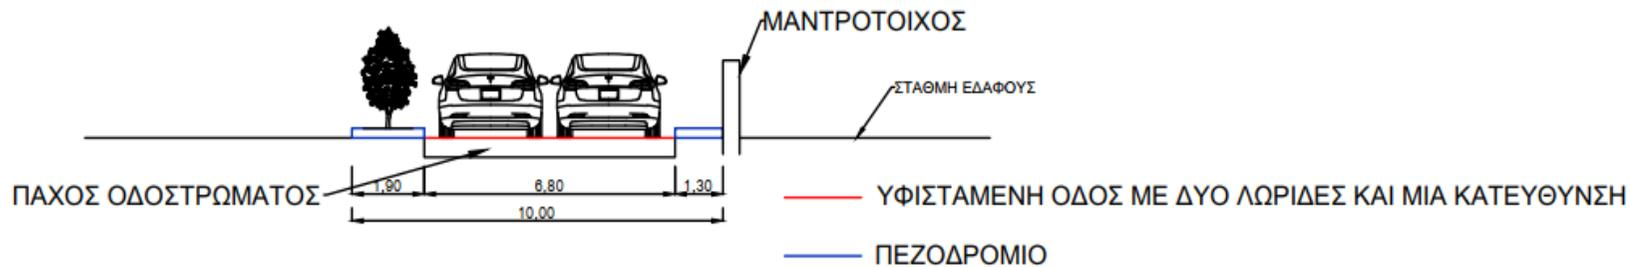 ΜΑΝΤΡΟΤΟΙΧΟΣ
ΣΤΑΘΜΗ ΕΔΑΦΟΥΣ
ΠΑΧΟΣ ΟΔΟΣΤΡΩΜΑΤΟΣ
1,90
6,80
1,30
10,00
ΥΦΙΣΤΑΜΕΝΗ ΟΔΟΣ ΜΕ ΔΥΟ ΛΩΡΙΔΕΣ ΚΑΙ ΜΙΑ ΚΑΤΕΥΘΥΝΣΗ
ΠΕΖΟΔΡΟΜΙΟ